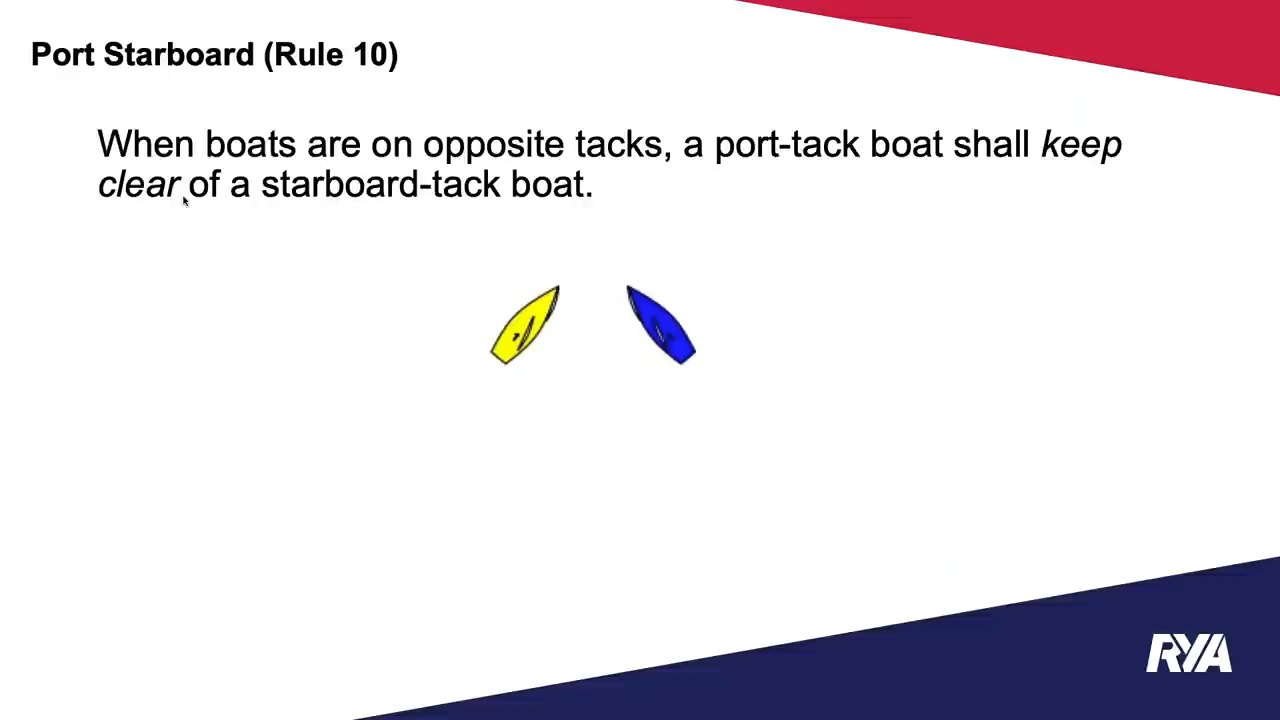 Port Starboard (Rule 10)
When boats are on opposite tacks, a port-tack boat shall keep
clear of a starboard-tack boat.
RYA